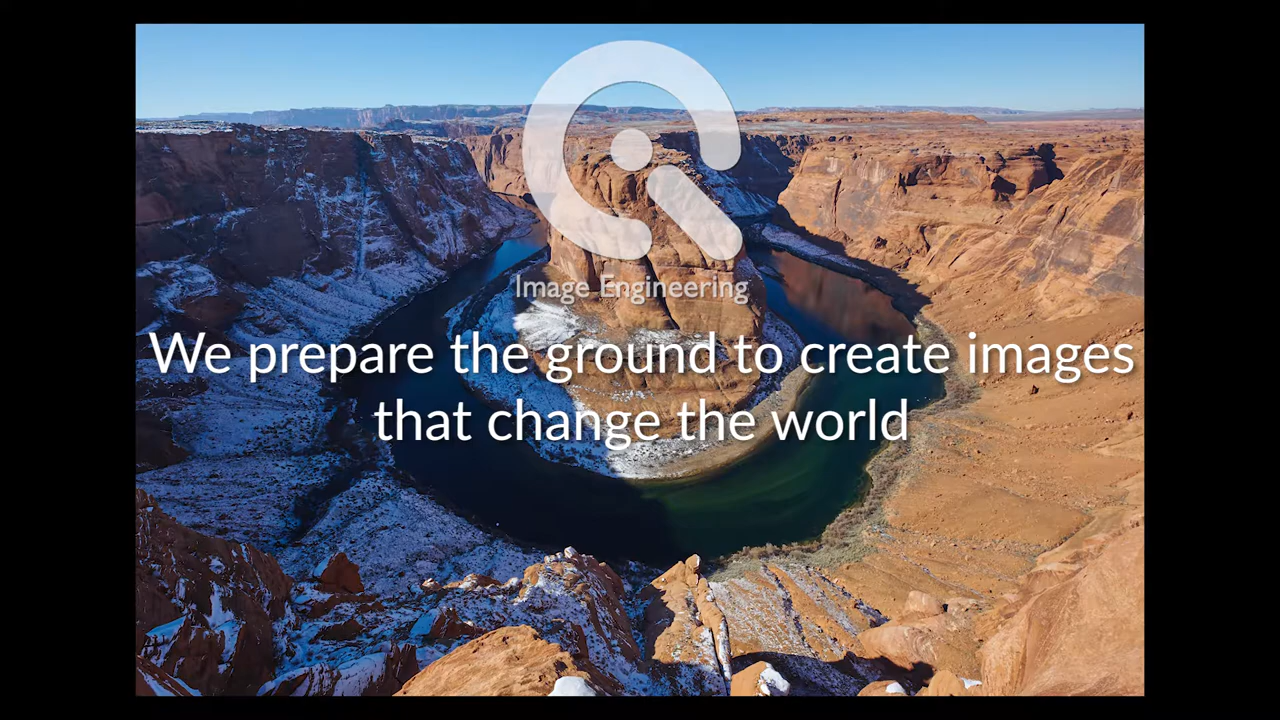 Image Engineering
We prepare the ground to create images
that change the world